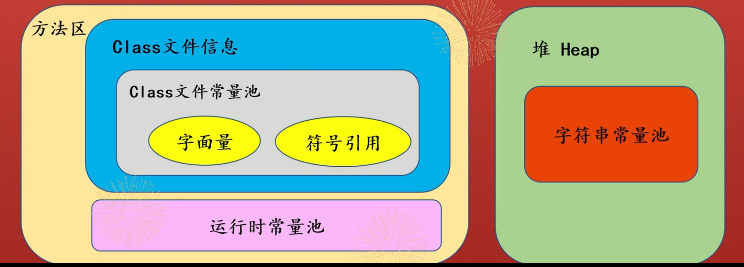 方法区
Class文件信息
Class文件常量池
字面量
符号引用
运行时常量池
堆 Heap
字符串常量池